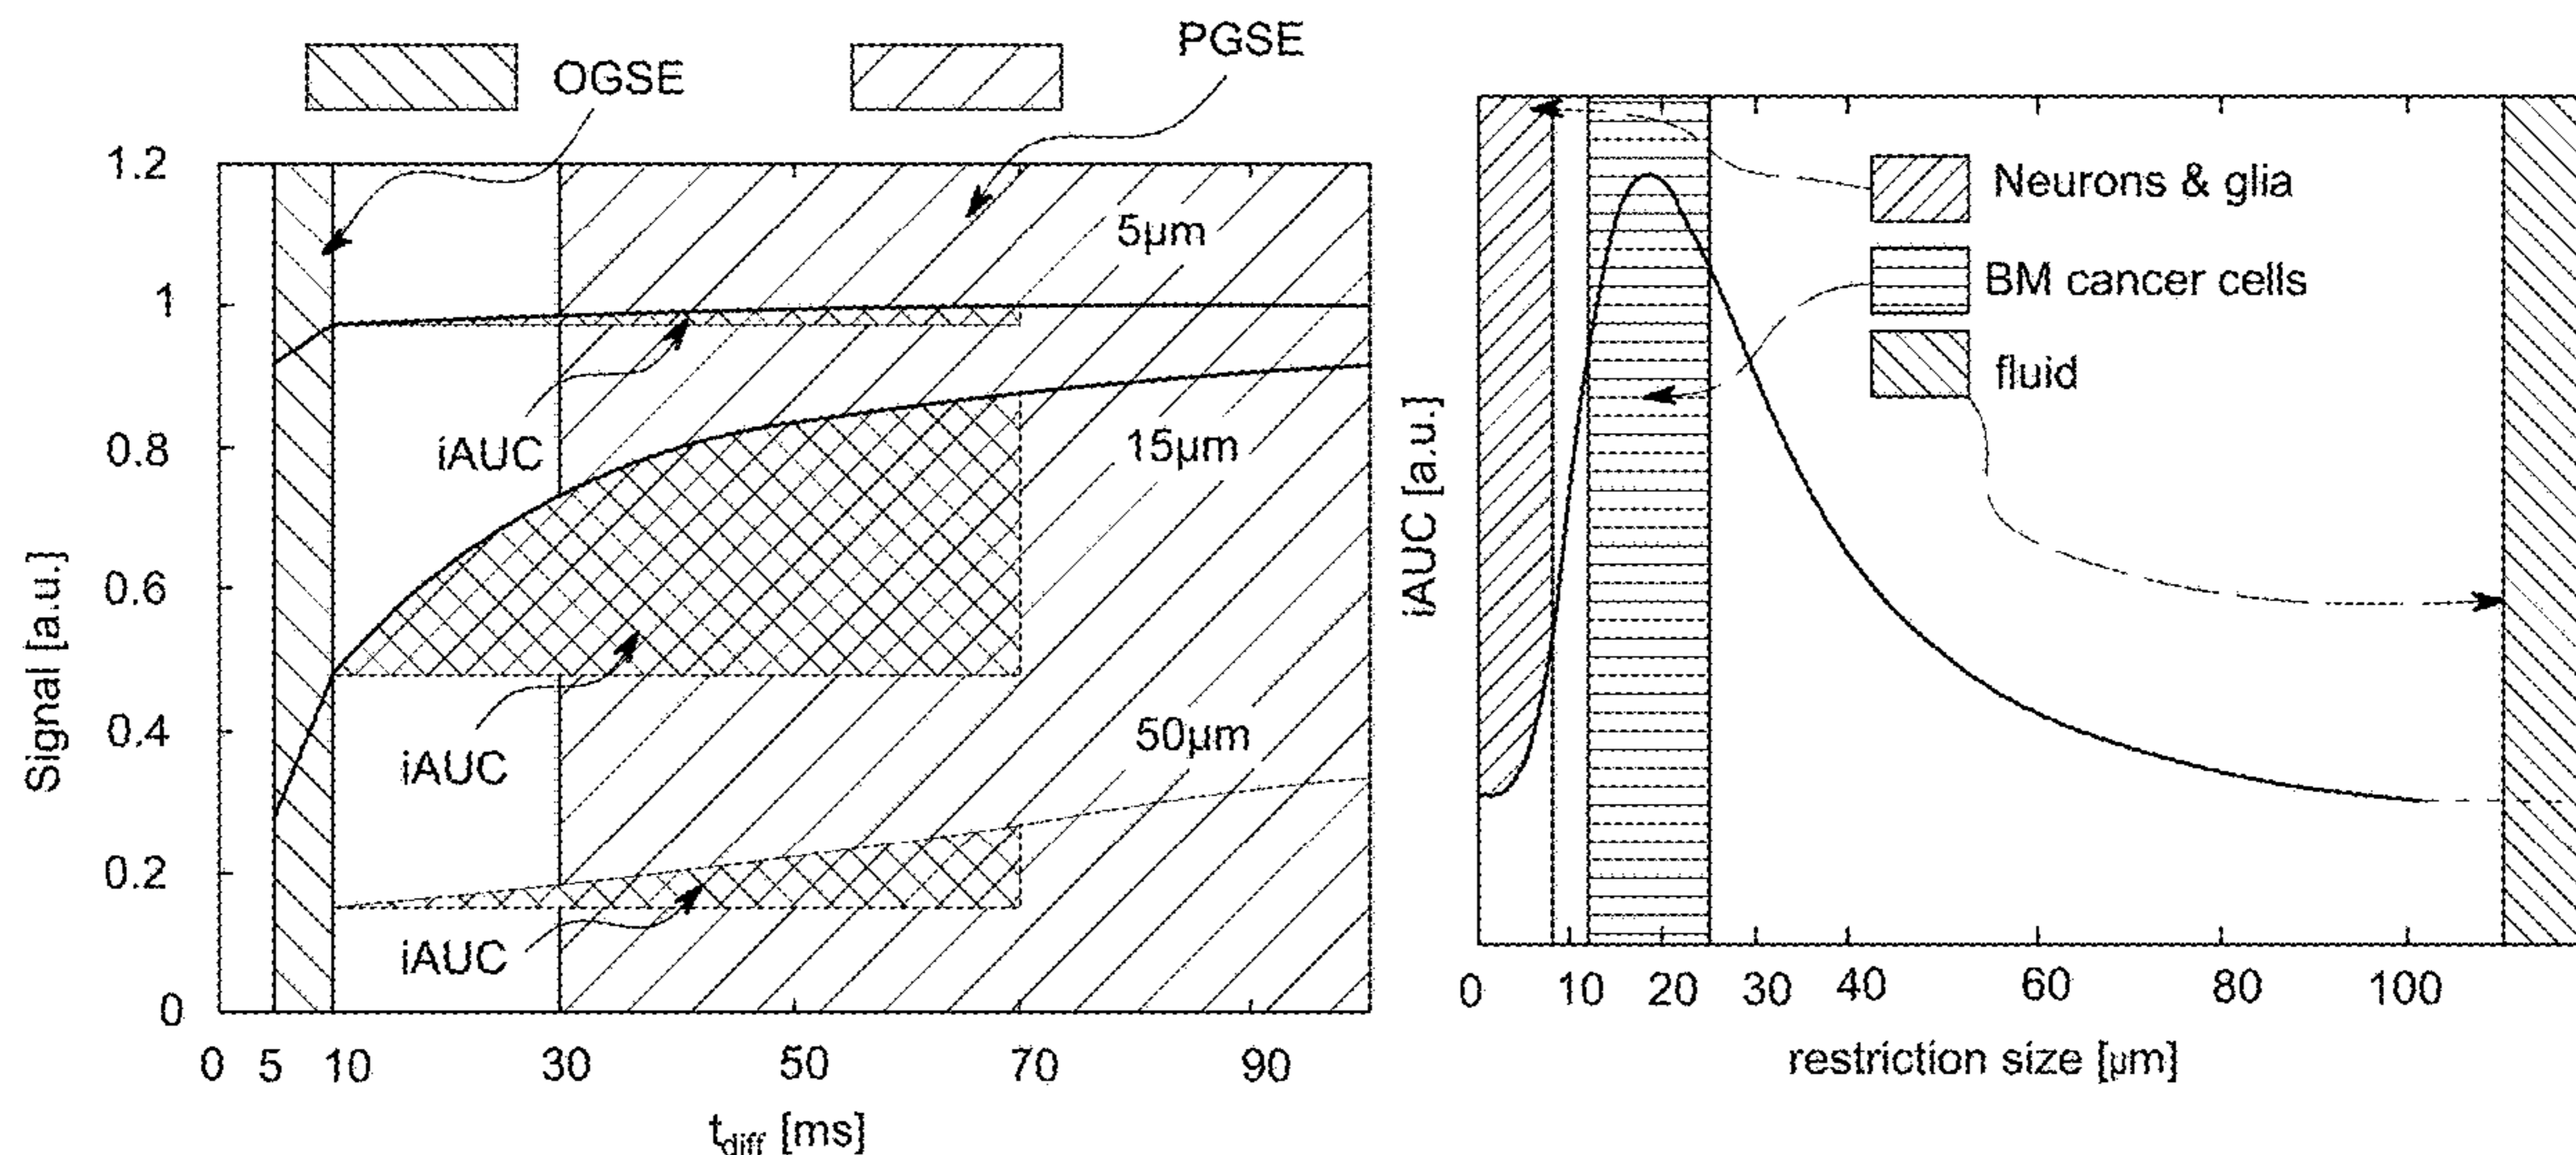 OGSE
PGSE
Signal [a.u.]
1.2
1
0.8
0.6
0.4
0.2
0
5µm
15µm
50µm
iAUC
iAUC
iAUC
0 5 10 30 50 70 90
tdiff [ms]
iAUC [a.u.]
Neurons & glia
BM cancer cells
fluid
0 10 20 30 40 60 80 100
restriction size [µm]